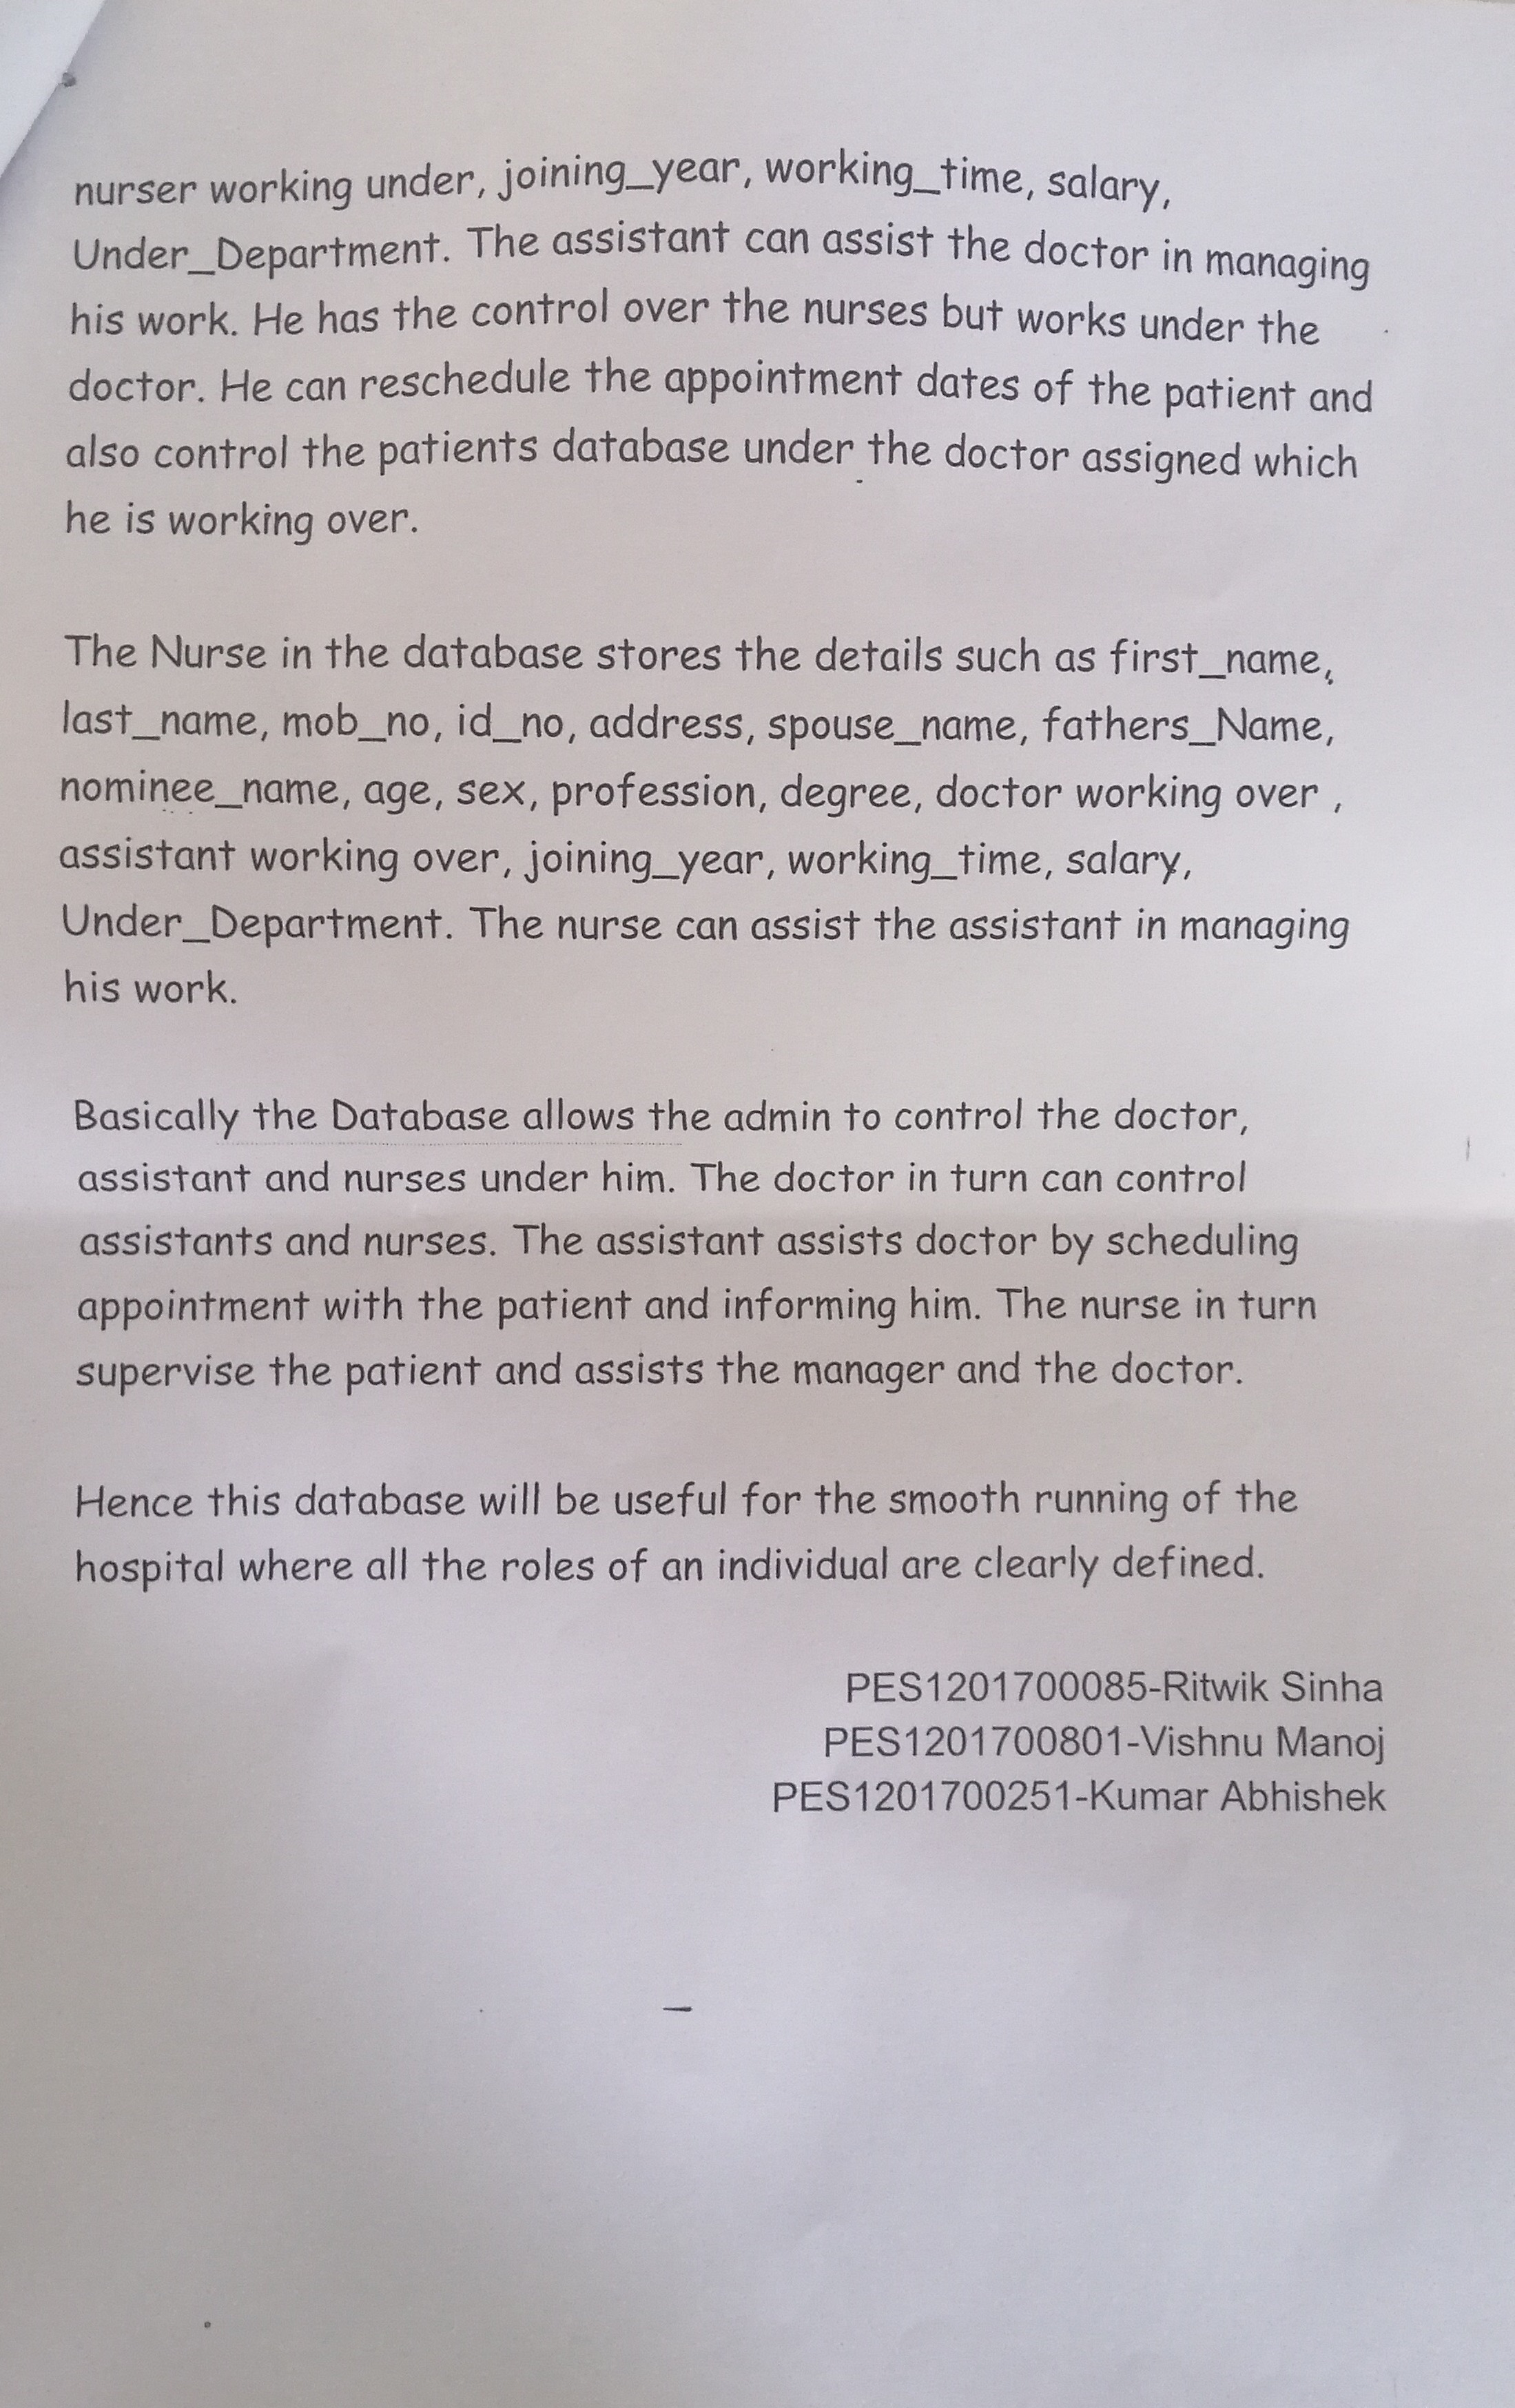 nurser working under, joining_year, working_time, salary,
Under_Department. The assistant can assist the doctor in managing
his work. He has the control over the nurses but works under the
doctor. He can reschedule the appointment dates of the patient and
also control the patients database under the doctor assigned which
he is working over.
The Nurse in the database stores the details such as first_name,
last_name, mob_no, id_no, address, spouse_name, fathers_Name,
nominee_name, age, sex, profession, degree, doctor working over ,
assistant working over, joining_year, working_time, salary,
Under_Department. The nurse can assist the assistant in managing
his work.
Basically the Database allows the admin to control the doctor,
assistant and nurses under him. The doctor in turn can control
assistants and nurses. The assistant assists doctor by scheduling
appointment with the patient and informing him. The nurse in turn
supervise the patient and assists the manager and the doctor.
Hence this database will be useful for the smooth running of the
hospital where all the roles of an individual are clearly defined.
PES1201700085-Ritwik Sinha
PES1201700801-Vishnu Manoj
PES1201700251-Kumar Abhishek